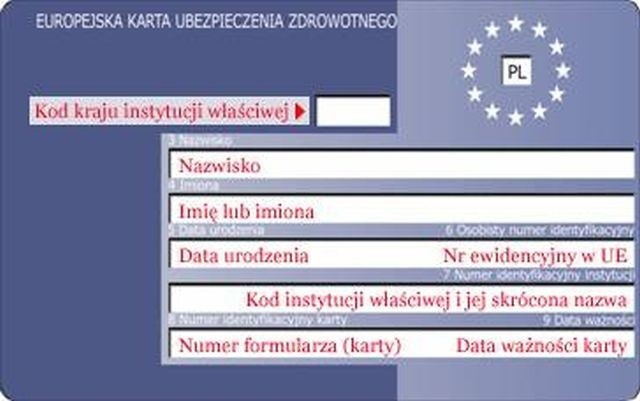 EUROPEJSKA KARTA UBEZPIECZENIA ZDROWOTNEGO
PL
Kod kraju instytucji właściwej
3 Nazwisko
Nazwisko
4 Imiona
Imię lub imiona
5 Data urodzenia 6 Osobisty numer identyfikacyjny
Data urodzenia Nr ewidencyjny w UE
7 Numer identyfikacyjny instytucji
Kod instytucji właściwej i jej skrócona nazwa
8 Numer identyfikacyjny karty 9 Data ważności
Numer formularza (karty) Data ważności karty